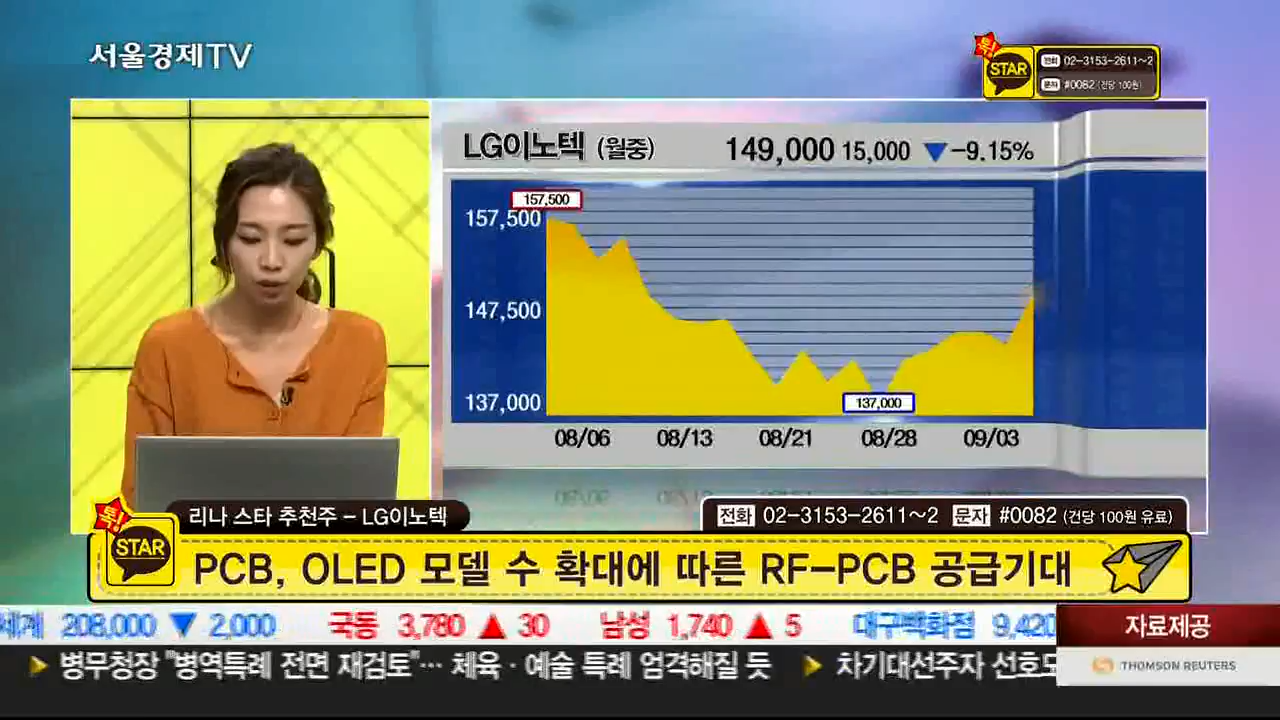 서울경제TV
톡!
STAR
전화 02-3153-2611~2
문자 #0082 (건당 100원)
LG이노텍 (월중) 149,000 15,000 ▼ -9.15%
157,500
157,500
147,500
137,000
137,000
08/06 08/13 08/21 08/28 09/03
톡!
STAR
리나 스타 추천주 - LG이노텍
전화 02-3153-2611~2 문자 #0082 (건당 100원 유료)
PCB, OLED 모델 수 확대에 따른 RF-PCB 공급기대
세계 208,000 ▼ 2,000 국동 3,780 ▲ 30 남성 1,740 ▲ 5 대구백화점 9,420
자료제공
▶ 병무청장 "병역특례 전면 재검토"… 체육·예술 특례 엄격해질 듯 ▶ 차기대선주자 선호도
THOMSON REUTERS